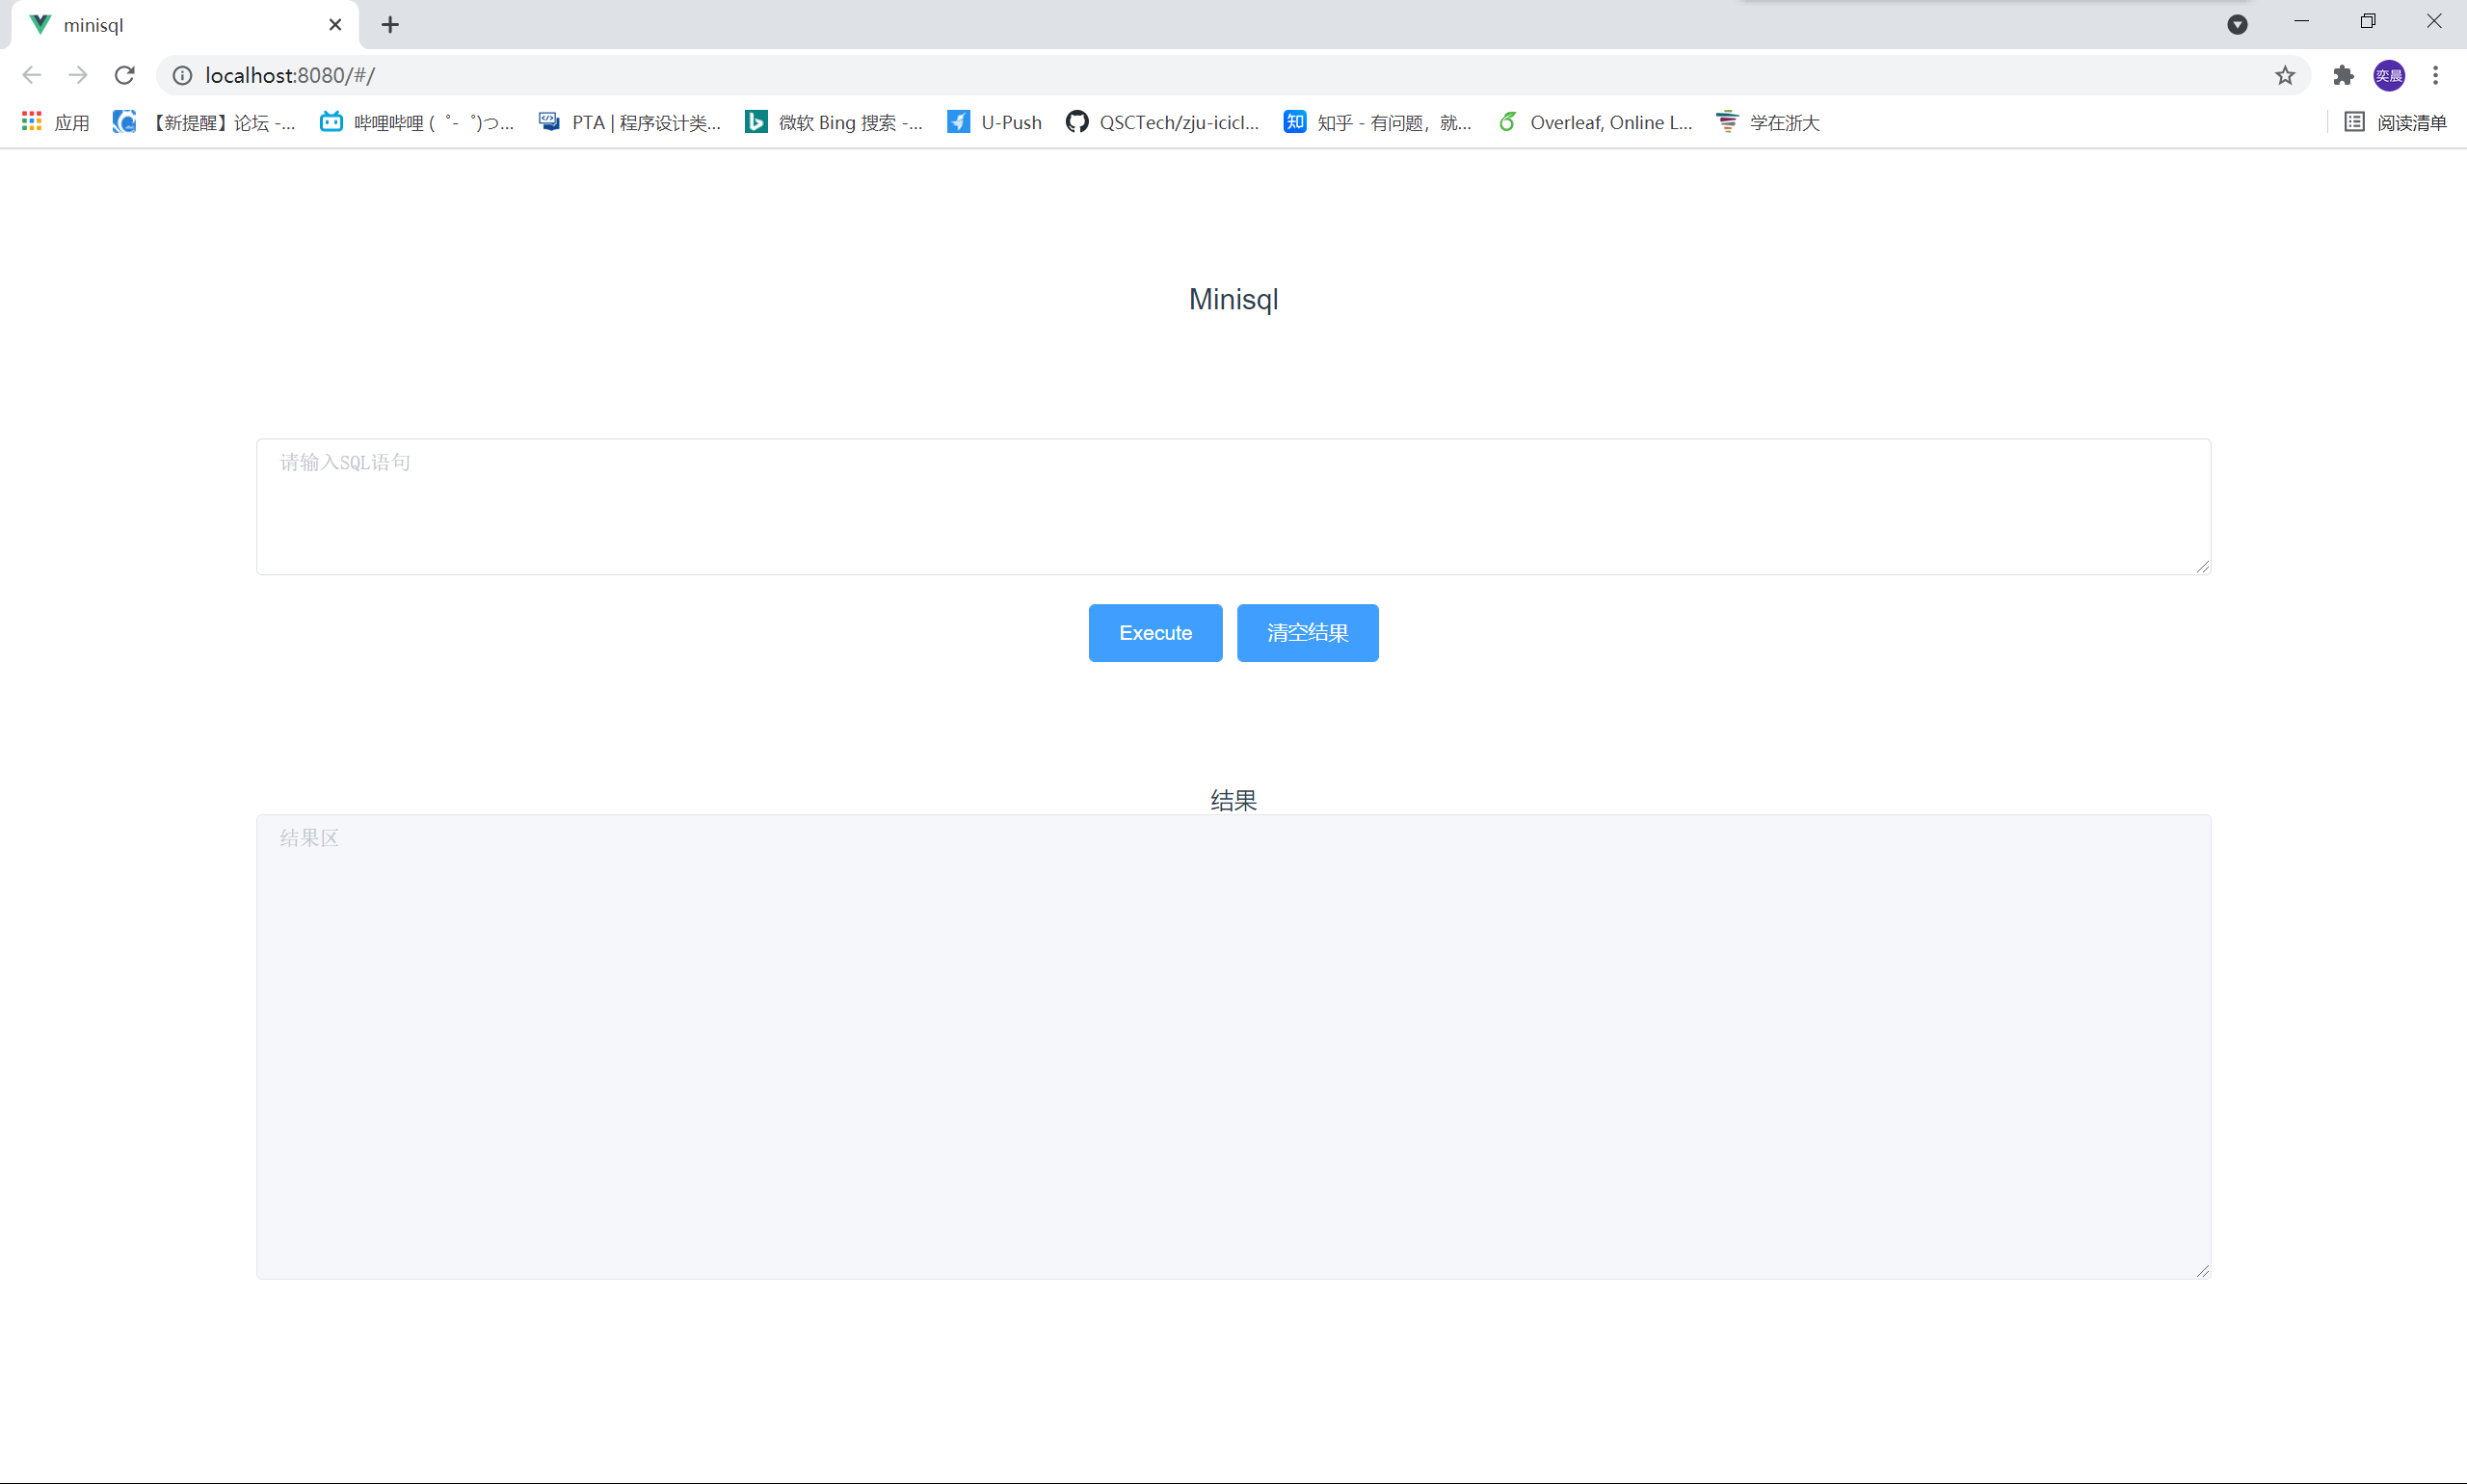 minisql
localhost:8080/#/
奕晨
应用 【新提醒】论坛 -... 哔哩哔哩 ( ゜- ゜)つ... PTA | 程序设计类... 微软 Bing 搜索 -... U-Push QSCTech/zju-icicl... 知 知乎 - 有问题，就... Overleaf, Online L... 学在浙大 阅读清单
Minisql
请输入SQL语句
Execute 清空结果
结果
结果区